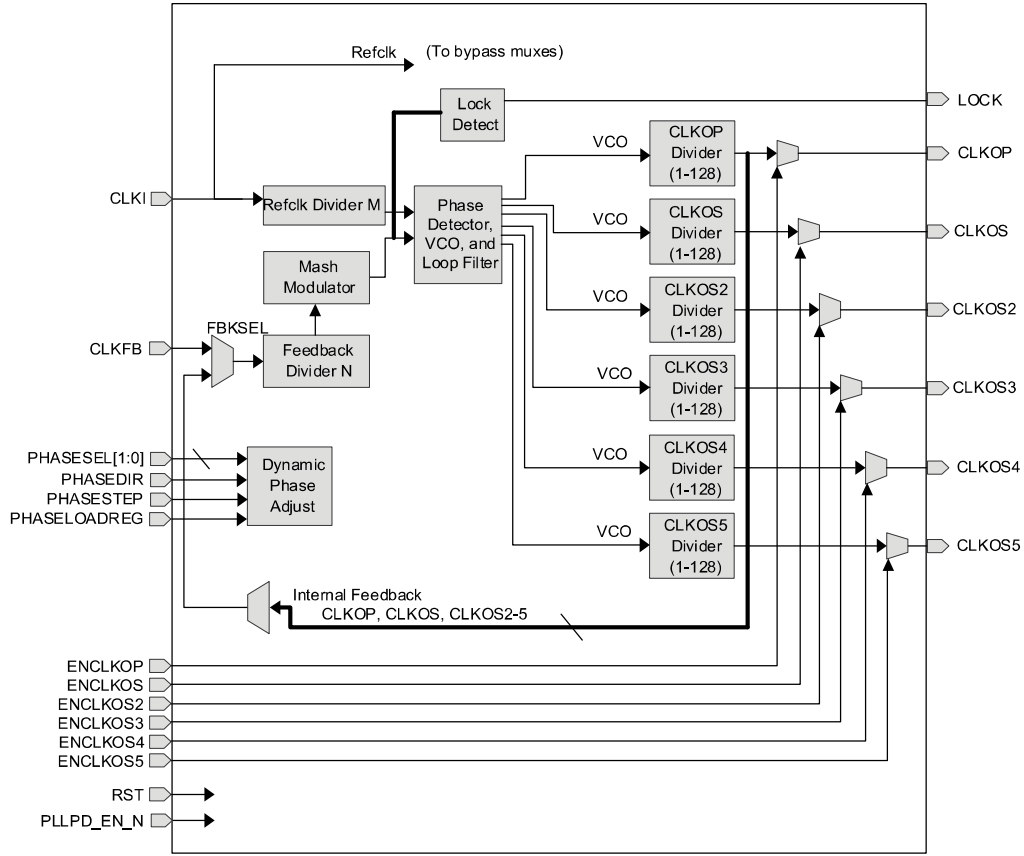 Refclk (To bypass muxes)
Lock
Detect
LOCK
VCO
CLKOP
Divider
(1-128)
CLKOP
CLKI
Refclk Divider M
Phase
Detector,
VCO, and
Loop Filter
VCO
CLKOS
Divider
(1-128)
CLKOS
Mash
Modulator
VCO
CLKOS2
Divider
(1-128)
CLKOS2
FBKSEL
CLKFB
Feedback
Divider N
VCO
CLKOS3
Divider
(1-128)
CLKOS3
PHASESEL[1:0]
PHASEDIR
PHASESTEP
PHASELOADREG
Dynamic
Phase
Adjust
VCO
CLKOS4
Divider
(1-128)
CLKOS4
VCO
CLKOS5
Divider
(1-128)
CLKOS5
Internal Feedback
CLKOP, CLKOS, CLKOS2-5
ENCLKOP
ENCLKOS
ENCLKOS2
ENCLKOS3
ENCLKOS4
ENCLKOS5
RST
PLLPD_EN_N